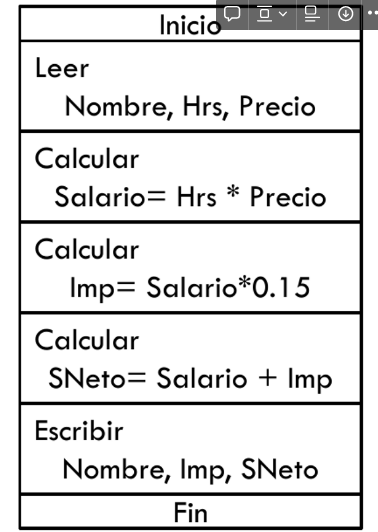 Inicio
Leer
Nombre, Hrs, Precio
Calcular
Salario= Hrs * Precio
Calcular
Imp= Salario*0.15
Calcular
SNeto= Salario + Imp
Escribir
Nombre, Imp, SNeto
Fin